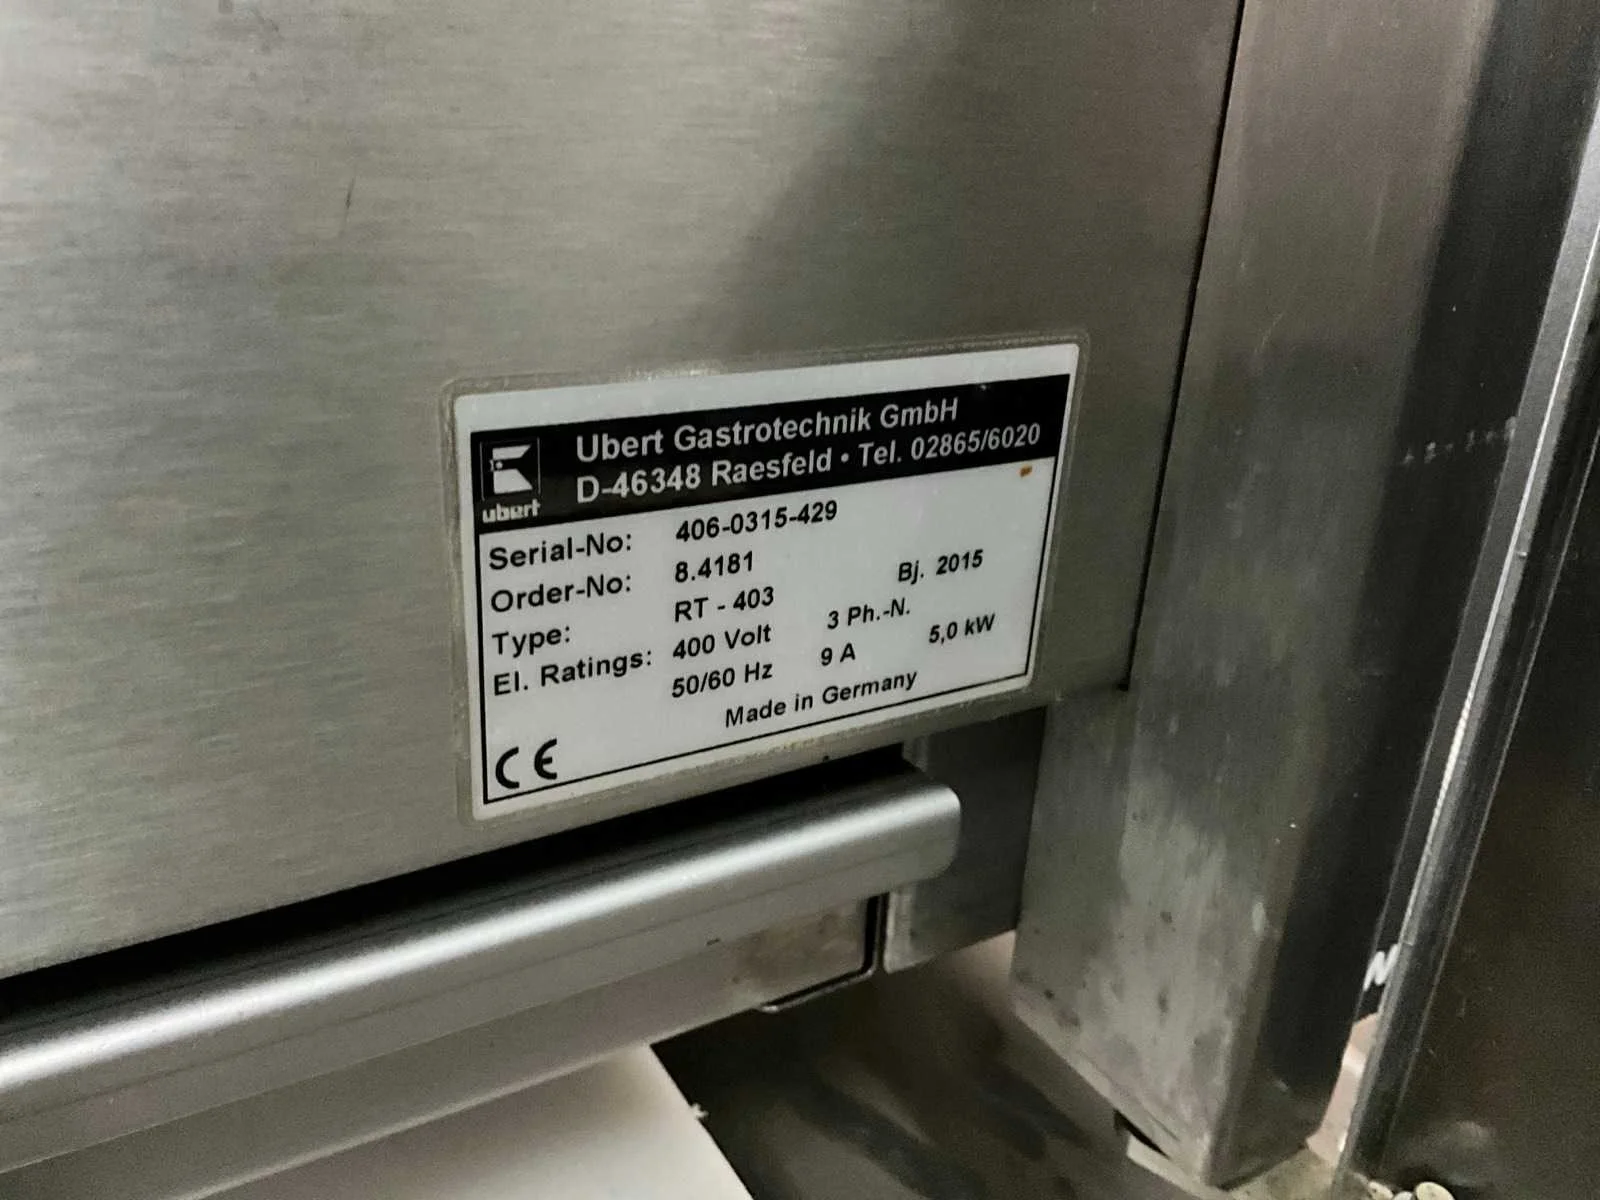 Ubert Gastrotechnik GmbH
D-46348 Raesfeld • Tel. 02865/6020
ubert
Serial-No: 406-0315-429
Order-No: 8.4181
Type: RT - 403 Bj. 2015
El. Ratings: 400 Volt 3 Ph.-N.
50/60 Hz 9 A 5,0 kW
Made in Germany
CE
N